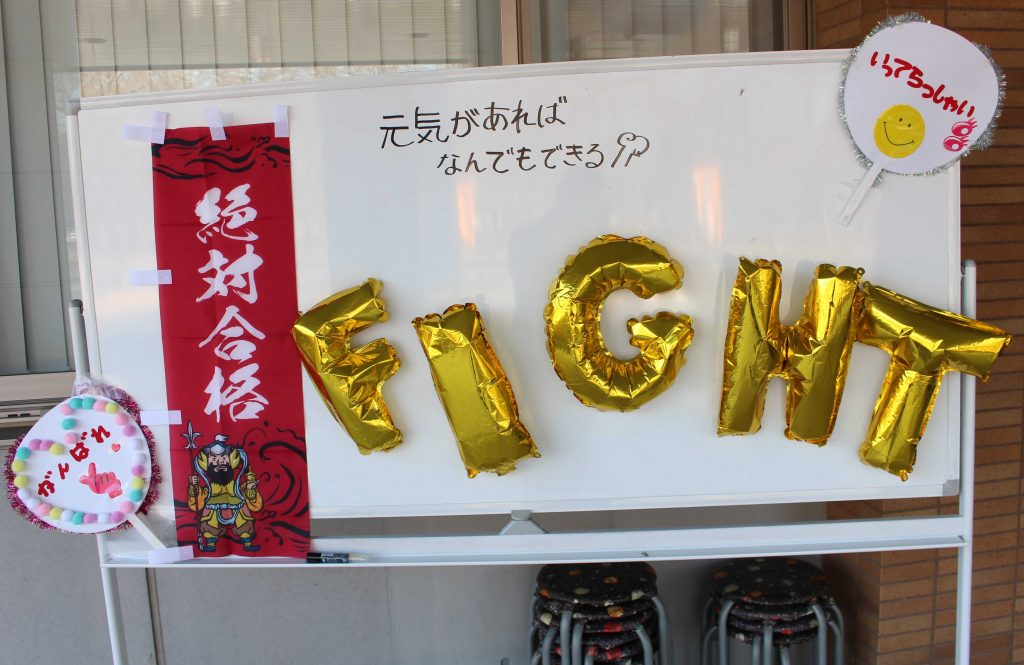 元気があれば
なんでもできる
いってらっしゃい
絶対合格
FIGHT
がんばれ